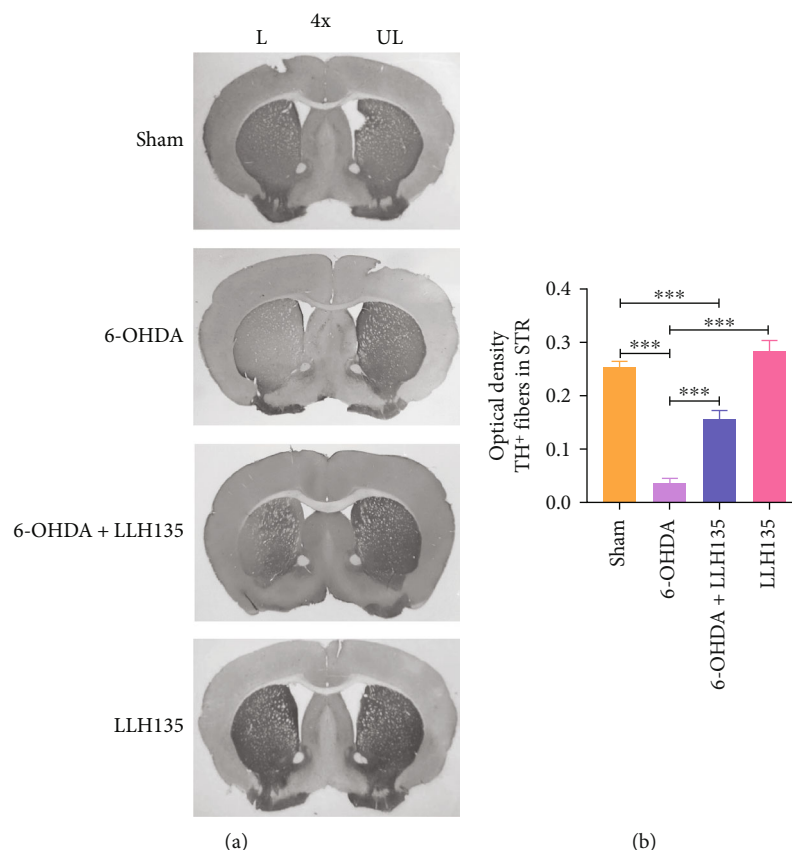 4x
L UL
Sham
6-OHDA
6-OHDA + LLH135
LLH135
(a)
Optical density
TH⁺ fibers in STR
0.4
0.3
0.2
0.1
0.0
***
***
***
***
Sham
6-OHDA
6-OHDA + LLH135
LLH135
(b)